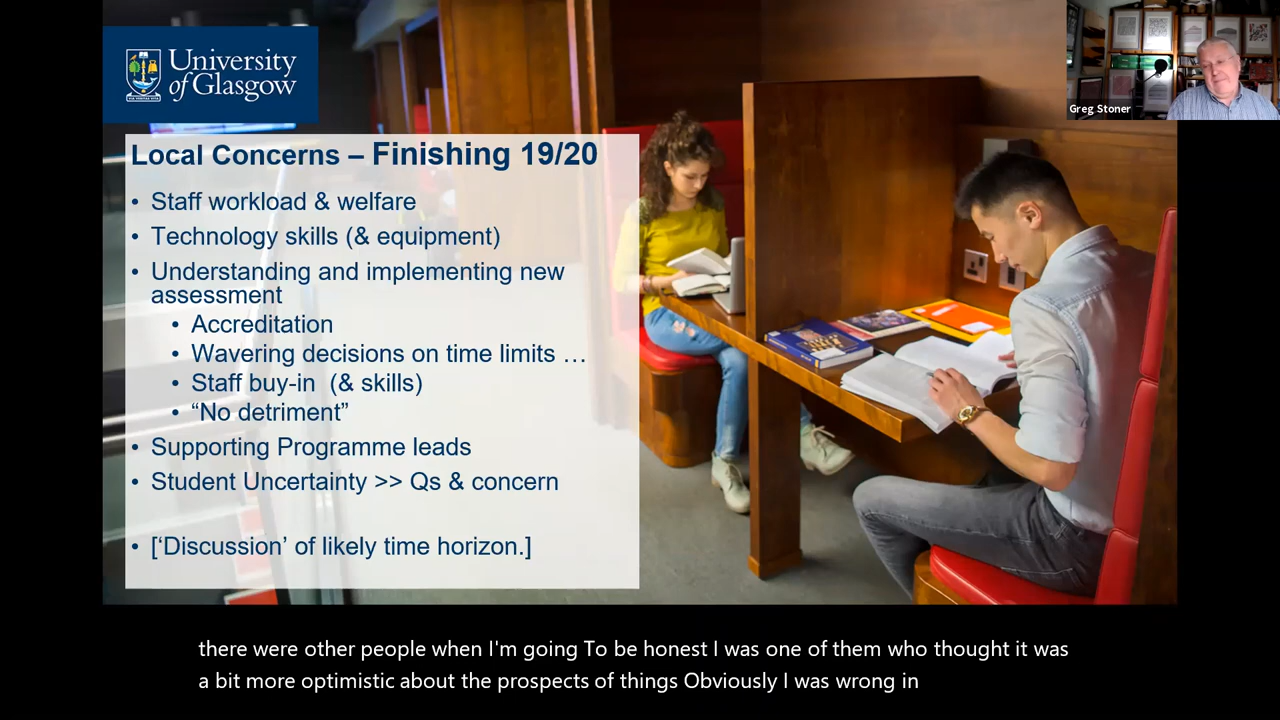 University
of Glasgow
Greg Stoner
Local Concerns – Finishing 19/20
• Staff workload & welfare
• Technology skills (& equipment)
• Understanding and implementing new
assessment
• Accreditation
• Wavering decisions on time limits …
• Staff buy-in (& skills)
• “No detriment”
• Supporting Programme leads
• Student Uncertainty >> Qs & concern
• [‘Discussion’ of likely time horizon.]
there were other people when I'm going To be honest I was one of them who thought it was
a bit more optimistic about the prospects of things Obviously I was wrong in